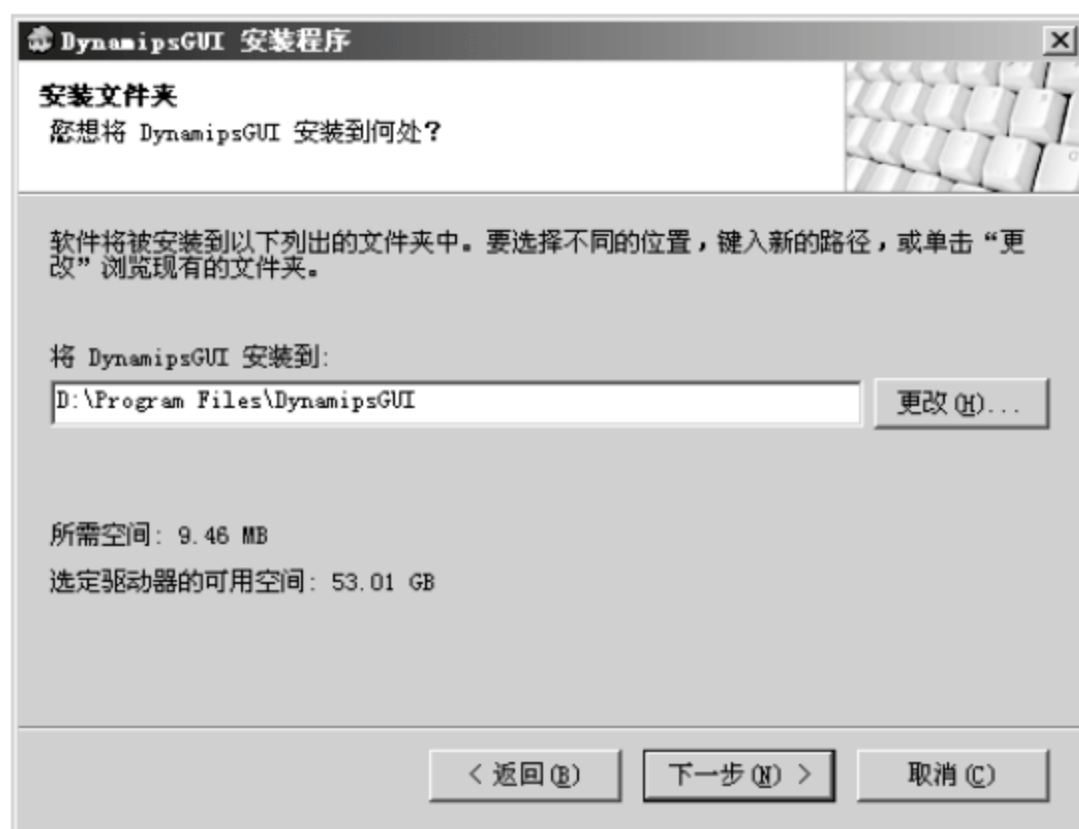 DynamipsGUI 安装程序
安装文件夹
您想将 DynamipsGUI 安装到何处?
软件将被安装到以下列出的文件夹中。要选择不同的位置，键入新的路径，或单击“更
改”浏览现有的文件夹。
将 DynamipsGUI 安装到:
D:\Program Files\DynamipsGUI
更改(H)...
所需空间: 9.46 MB
选定驱动器的可用空间: 53.01 GB
< 返回(B)
下一步(N) >
取消(C)